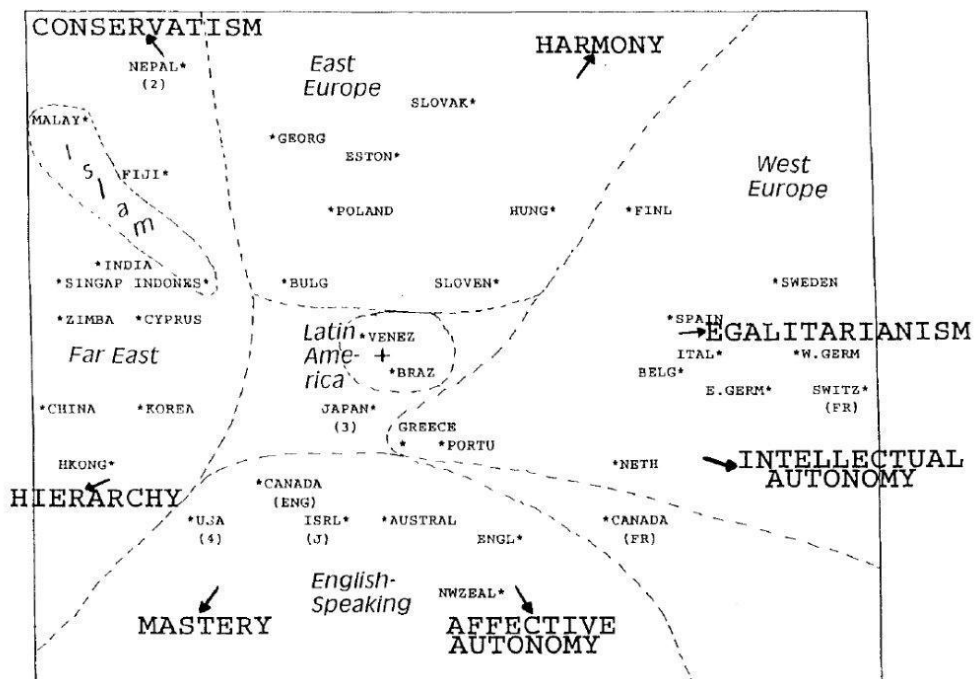 CONSERVATISM
HARMONY
NEPAL*
(2)
East
Europe
SLOVAK*
MALAY*
*GEORG
ESTON*
Islam
FIJI*
West
Europe
*POLAND
HUNG*
*FINL
*INDIA
*SINGAP INDONES*
*BULG
SLOVEN*
*SWEDEN
*ZIMBA
*CYPRUS
*SPAIN
EGALITARIANISM
Latin
Ame-
rica
*VENEZ
+
*BRAZ
Far East
ITAL*
*W.GERM
BELG*
E.GERM*
SWITZ*
(FR)
*CHINA
*KOREA
JAPAN*
(3)
GREECE
*
*PORTU
HKONG*
*NETH
INTELLECTUAL
AUTONOMY
HIERARCHY
*CANADA
(ENG)
*USA
(4)
ISRL*
(J)
*AUSTRAL
ENGL*
*CANADA
(FR)
English-
Speaking
NWZEAL*
MASTERY
AFFECTIVE
AUTONOMY